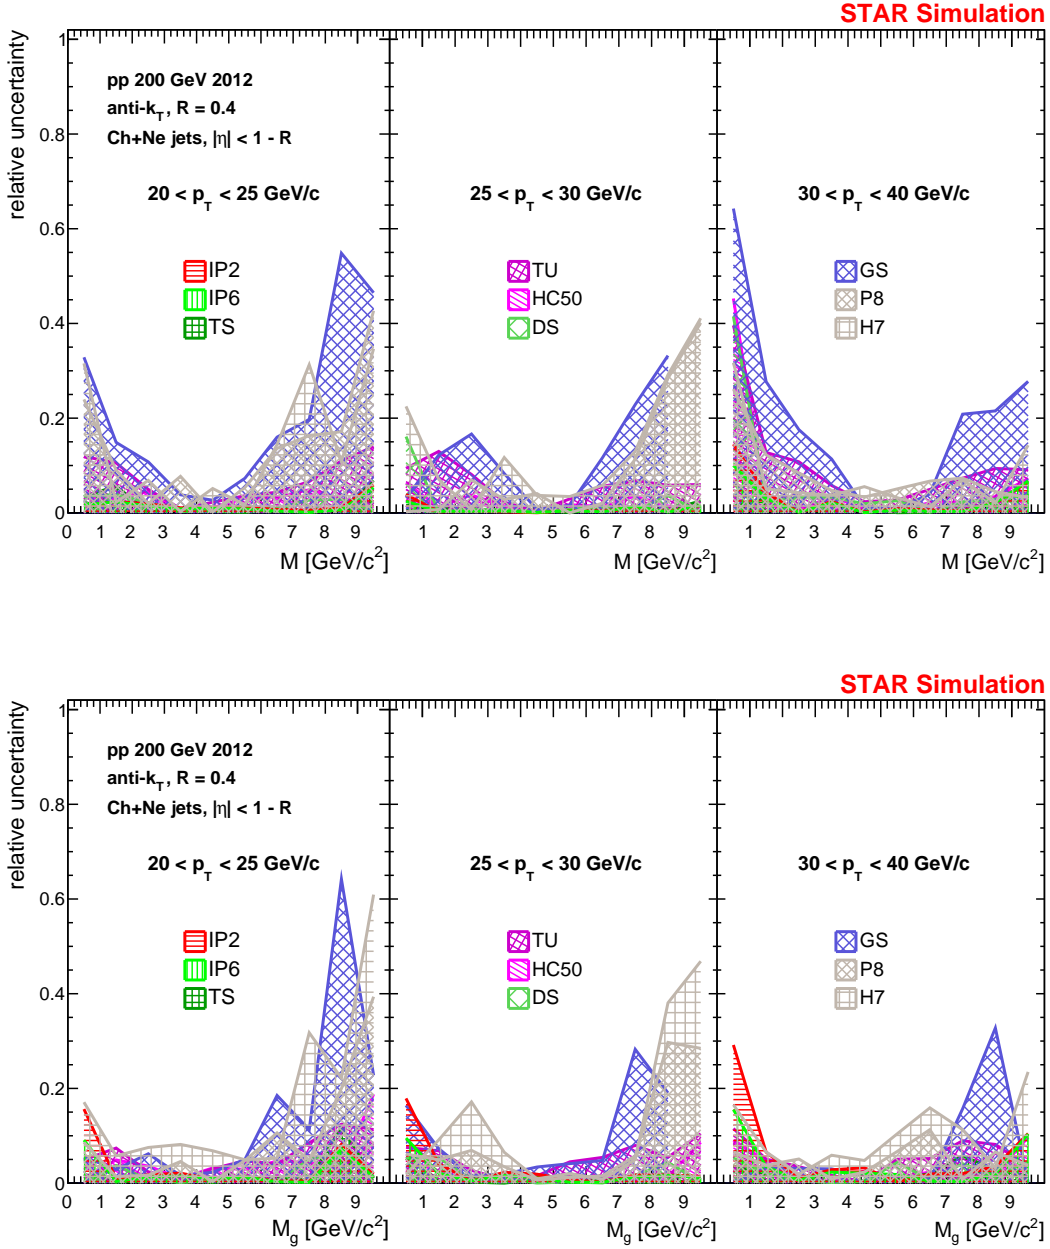 STAR Simulation
relative uncertainty
1
0.8
0.6
0.4
0.2
0
pp 200 GeV 2012
anti-k_T, R = 0.4
Ch+Ne jets, |η| < 1 - R
20 < p_T < 25 GeV/c
25 < p_T < 30 GeV/c
30 < p_T < 40 GeV/c
IP2
IP6
TS
TU
HC50
DS
GS
P8
H7
0 1 2 3 4 5 6 7 8 9
1 2 3 4 5 6 7 8 9
1 2 3 4 5 6 7 8 9
M [GeV/c²]
M [GeV/c²]
M [GeV/c²]
STAR Simulation
relative uncertainty
1
0.8
0.6
0.4
0.2
0
pp 200 GeV 2012
anti-k_T, R = 0.4
Ch+Ne jets, |η| < 1 - R
20 < p_T < 25 GeV/c
25 < p_T < 30 GeV/c
30 < p_T < 40 GeV/c
IP2
IP6
TS
TU
HC50
DS
GS
P8
H7
0 1 2 3 4 5 6 7 8 9
1 2 3 4 5 6 7 8 9
1 2 3 4 5 6 7 8 9
M_g [GeV/c²]
M_g [GeV/c²]
M_g [GeV/c²]